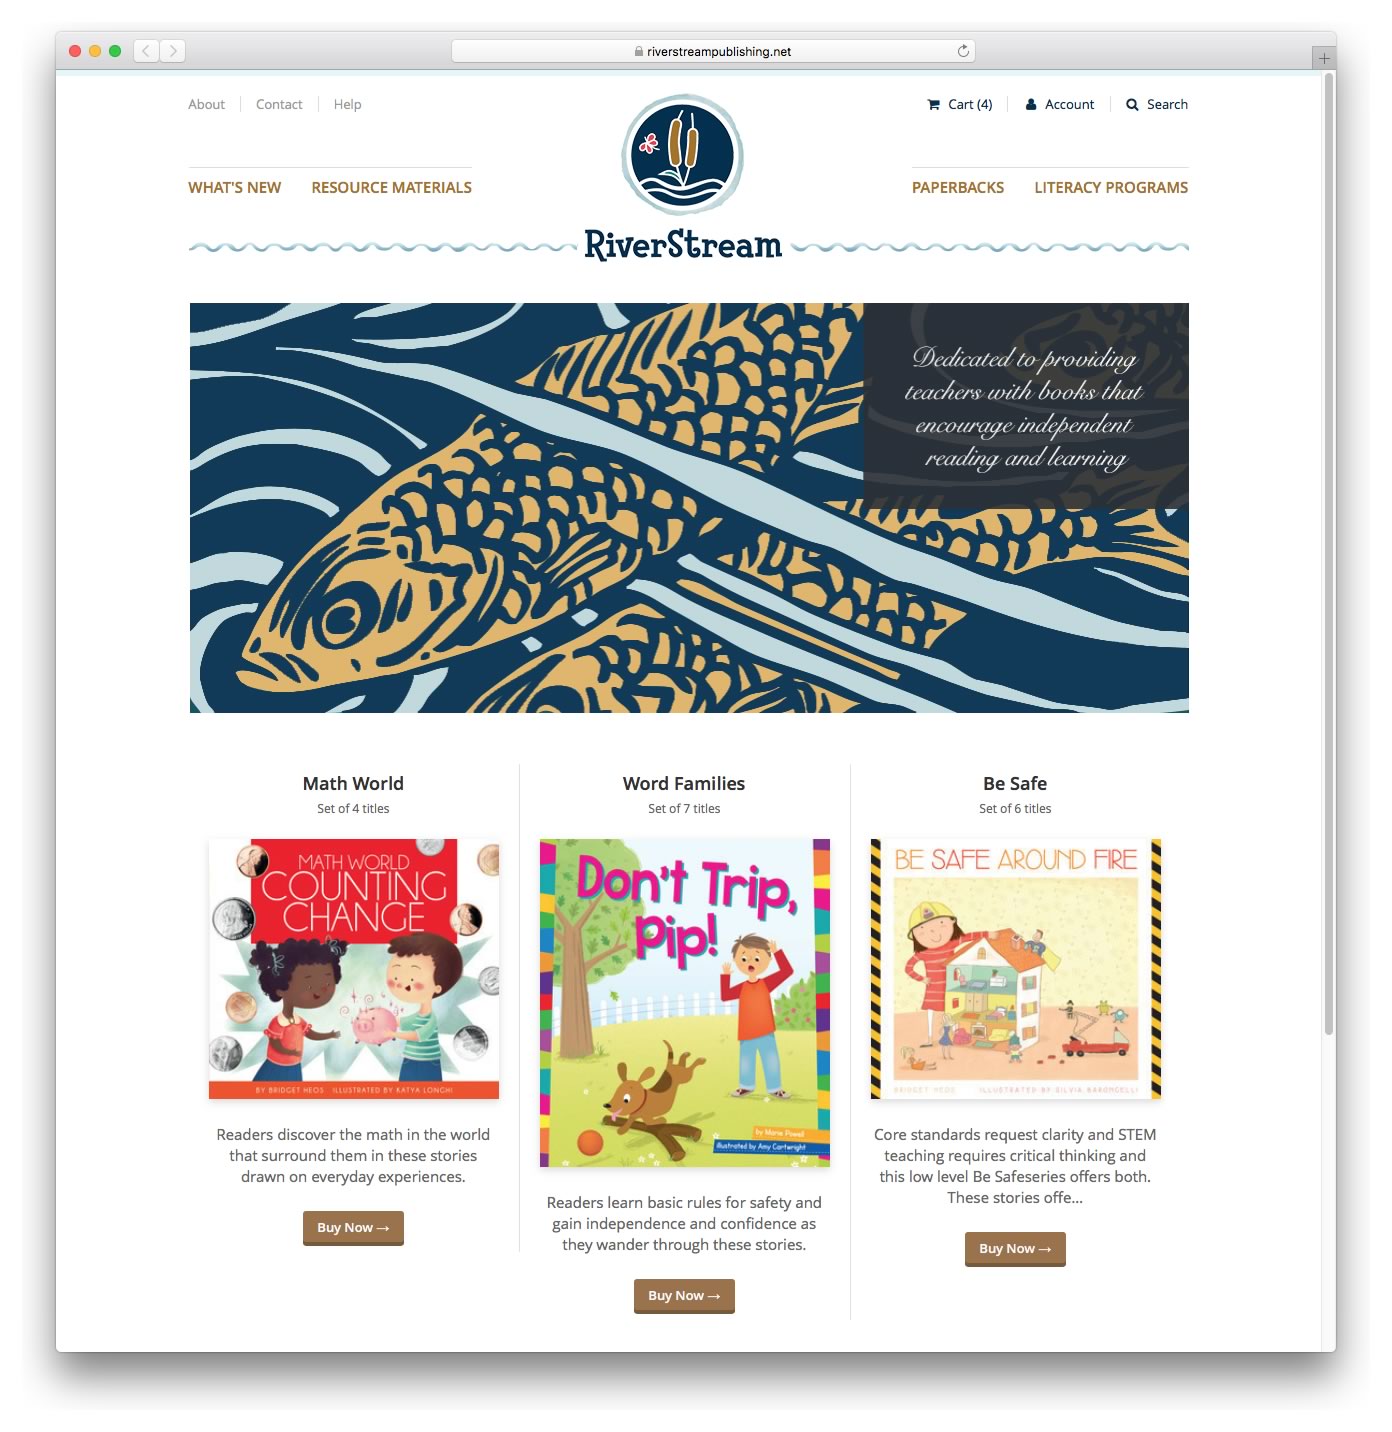 riverstreampublishing.net
About
Contact
Help
Cart (4)
Account
Search
WHAT'S NEW
RESOURCE MATERIALS
PAPERBACKS
LITERACY PROGRAMS
RiverStream
Dedicated to providing
teachers with books that
encourage independent
reading and learning
Math World
Set of 4 titles
MATH WORLD
COUNTING
CHANGE
BY BRIDGET HEOS ILLUSTRATED BY KATYA LONGHI
Readers discover the math in the world
that surround them in these stories
drawn on everyday experiences.
Buy Now →
Word Families
Set of 7 titles
Don't Trip,
Pip!
by Marie Powell
illustrated by Amy Cartwright
Readers learn basic rules for safety and
gain independence and confidence as
they wander through these stories.
Buy Now →
Be Safe
Set of 6 titles
BE SAFE AROUND FIRE
BRIDGET HEOS ILLUSTRATED BY SILVIA BARONCELLI
Core standards request clarity and STEM
teaching requires critical thinking and
this low level Be Safeseries offers both.
These stories offe...
Buy Now →